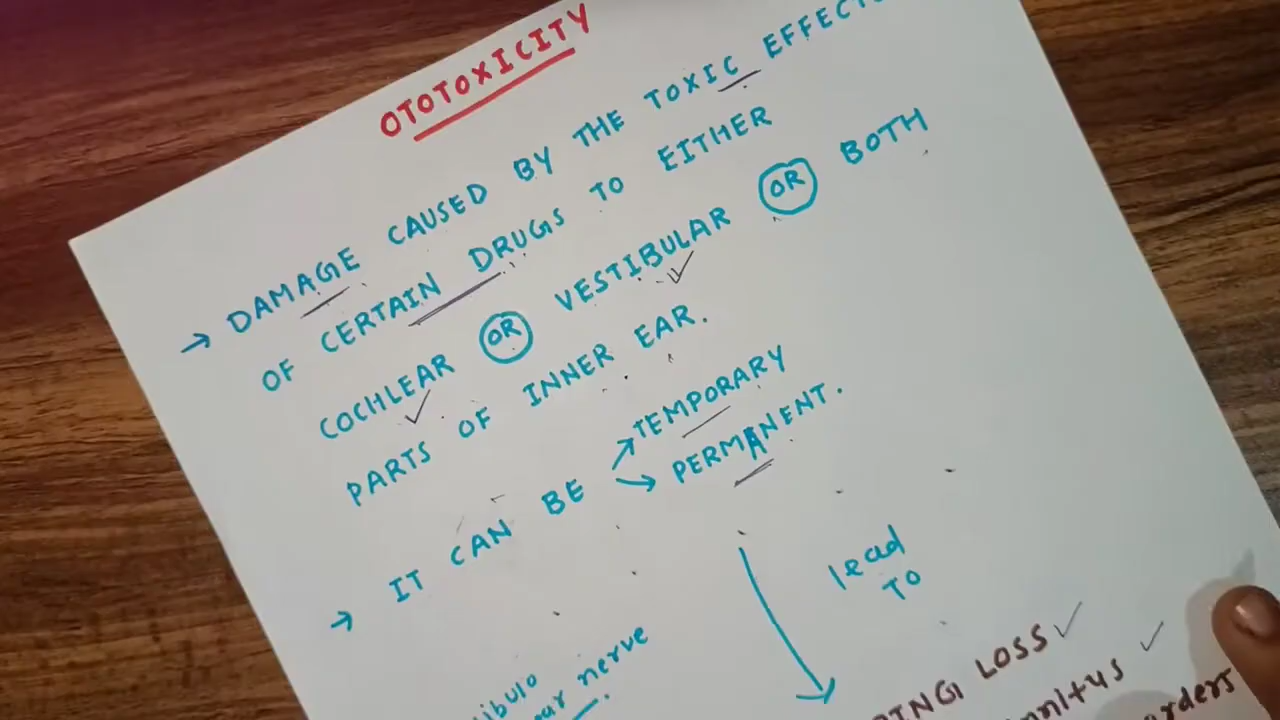 OTOTOXICITY
→ DAMAGE CAUSED BY THE TOXIC EFFECT
OF CERTAIN DRUGS TO EITHER
COCHLEAR OR VESTIBULAR OR BOTH
PARTS OF INNER EAR.
→ IT CAN BE → TEMPORARY
→ PERMANENT.
lead
TO
nerve
LOSS